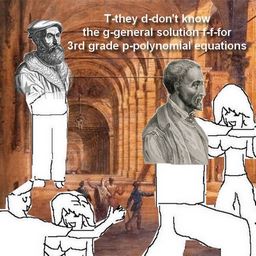 T-they d-don't know
the g-general solution f-f-for
3rd grade p-polynomial equations